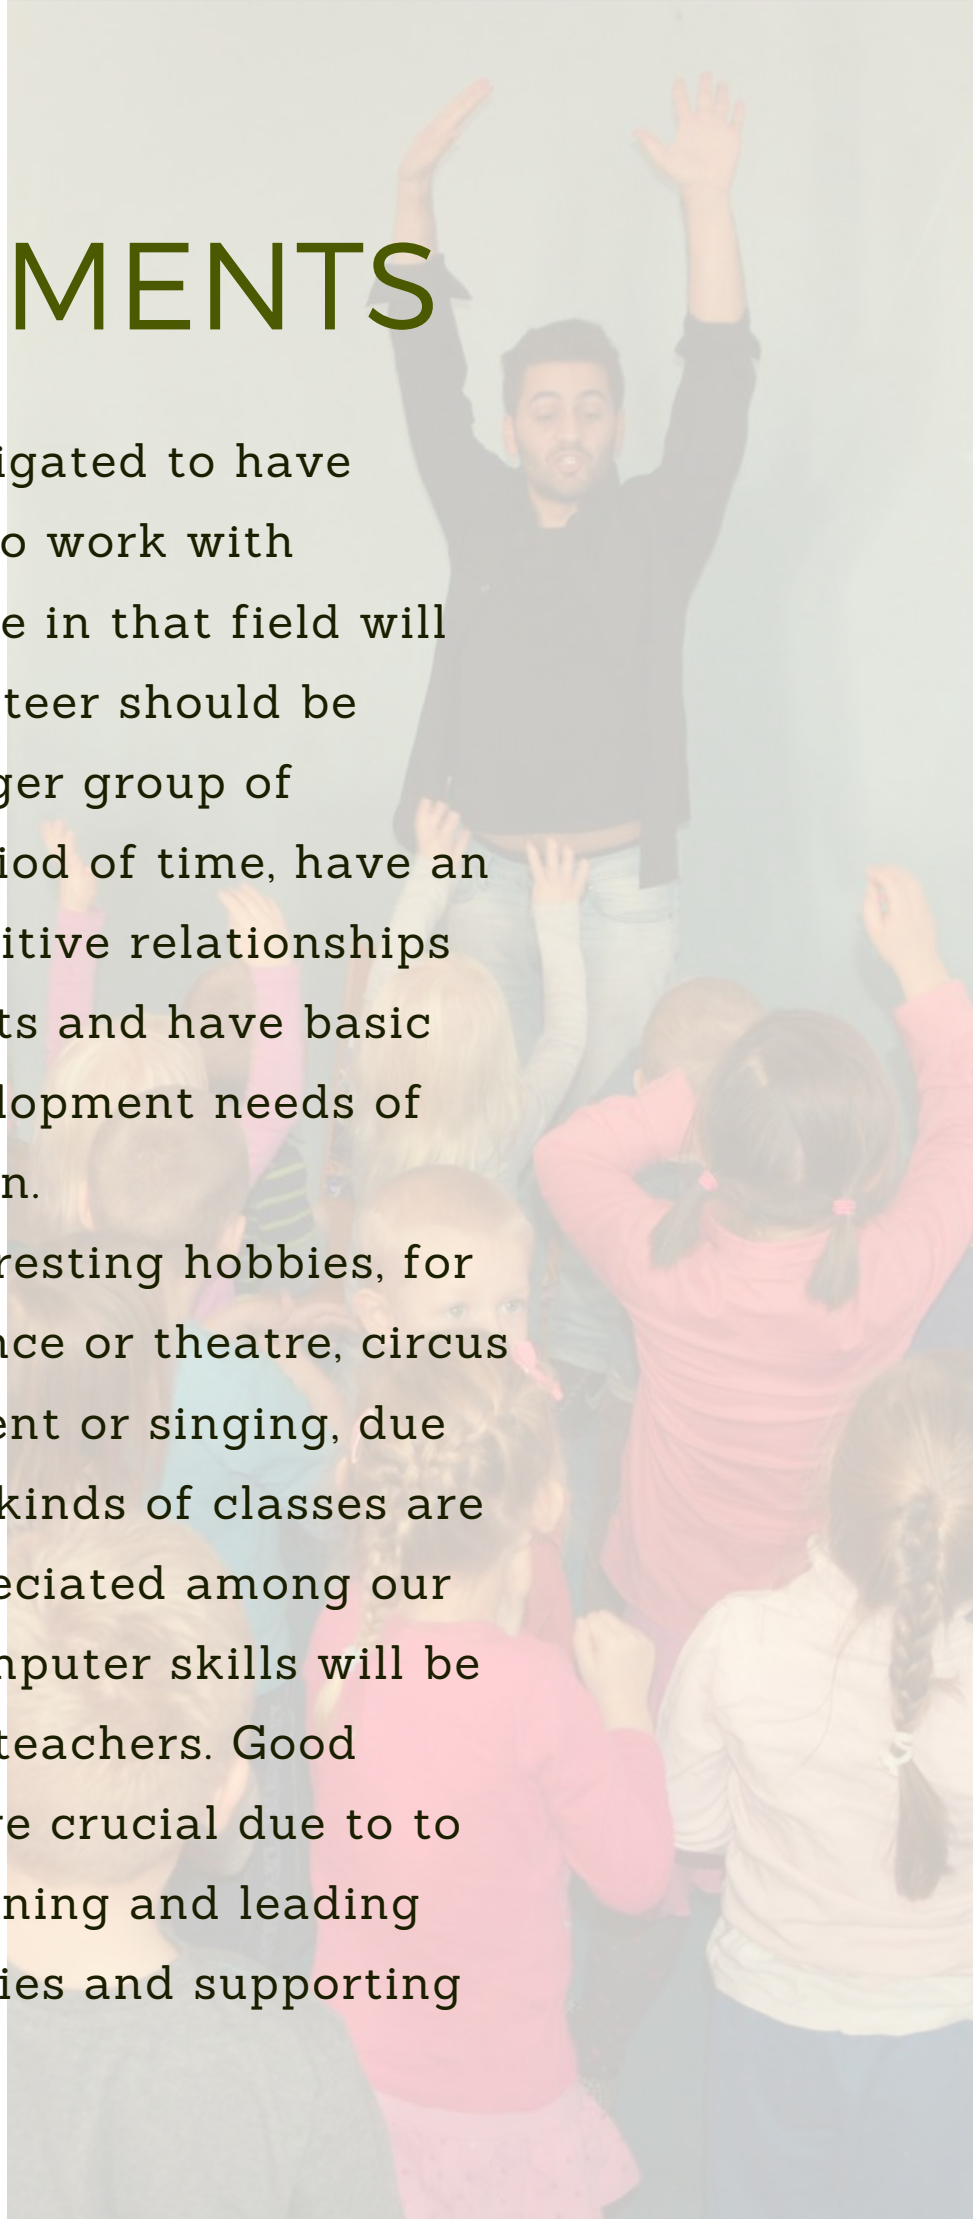 MENTS
igated to have
o work with
e in that field will
teer should be
ger group of
iod of time, have an
itive relationships
ts and have basic
lopment needs of
n.
resting hobbies, for
nce or theatre, circus
ent or singing, due
kinds of classes are
eciated among our
mputer skills will be
teachers. Good
re crucial due to to
ning and leading
ies and supporting